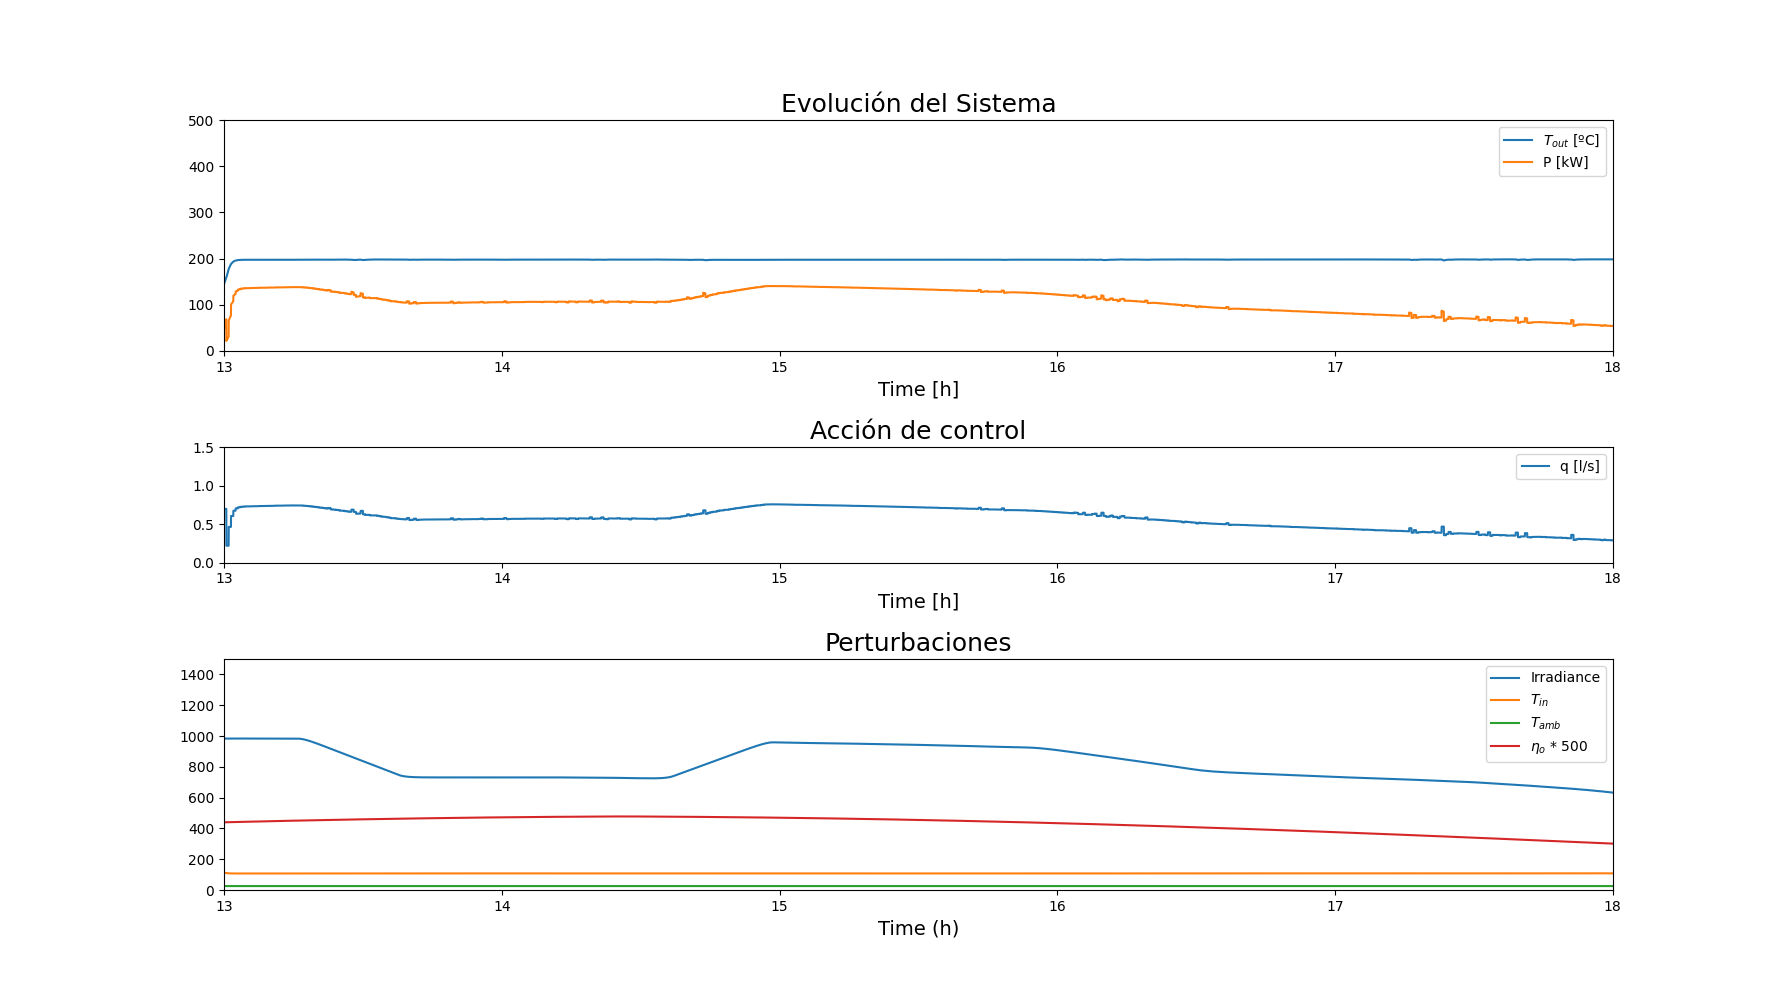 Evolución del Sistema
500
400
300
200
100
0
T_out [ºC]
P [kW]
13 14 15 16 17 18
Time [h]
Acción de control
1.5
1.0
0.5
0.0
q [l/s]
13 14 15 16 17 18
Time [h]
Perturbaciones
1400
1200
1000
800
600
400
200
0
Irradiance
T_in
T_amb
η_o * 500
13 14 15 16 17 18
Time (h)